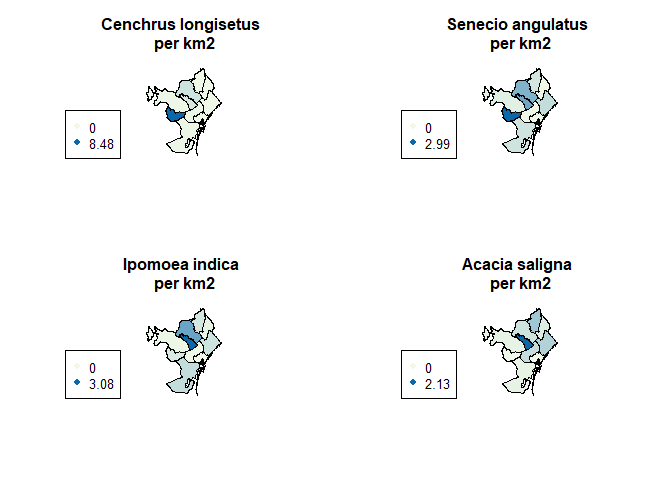 Cenchrus longisetus
per km2
0
8.48
Senecio angulatus
per km2
0
2.99
Ipomoea indica
per km2
0
3.08
Acacia saligna
per km2
0
2.13